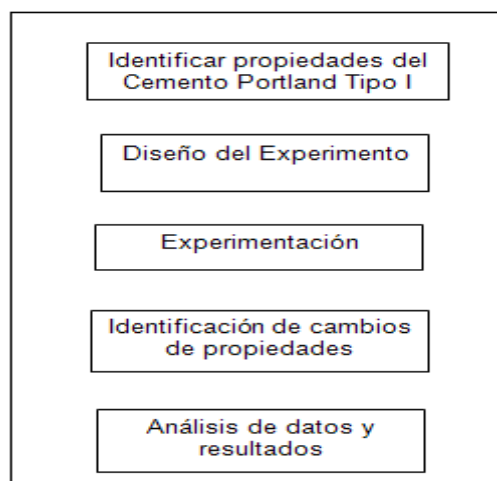 Identificar propiedades del
Cemento Portland Tipo I
Diseño del Experimento
Experimentación
Identificación de cambios
de propiedades
Análisis de datos y
resultados